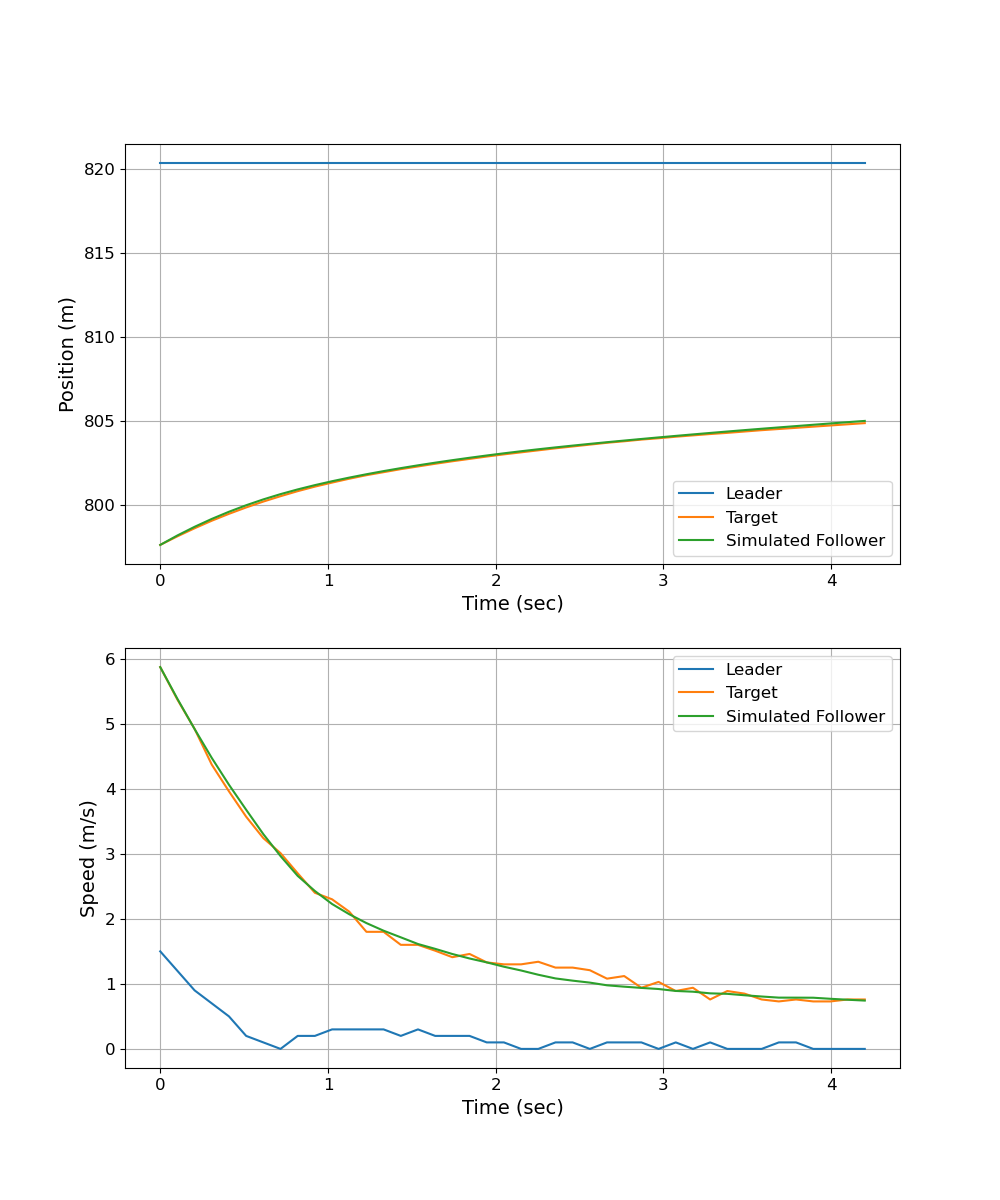 820
815
810
805
800
Position (m)
0 1 2 3 4
Time (sec)
Leader
Target
Simulated Follower
6
5
4
3
2
1
0
Speed (m/s)
0 1 2 3 4
Time (sec)
Leader
Target
Simulated Follower